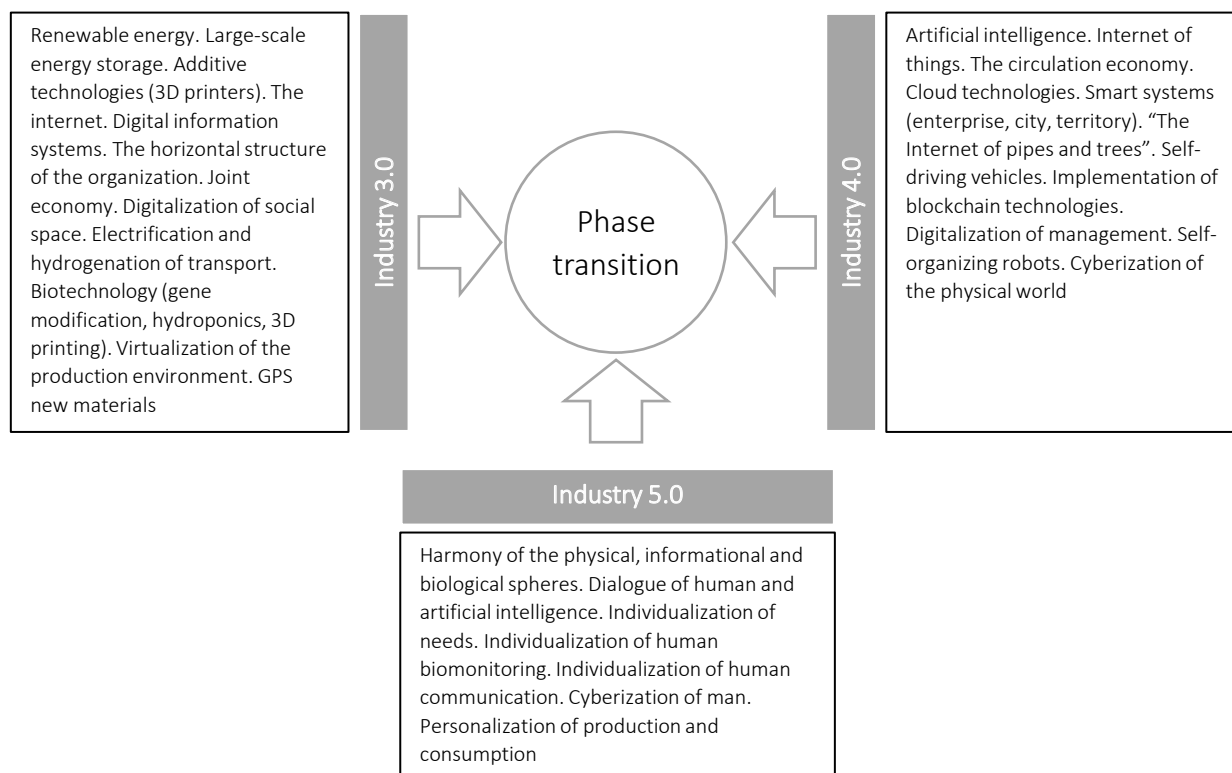 Renewable energy. Large-scale
energy storage. Additive
technologies (3D printers). The
internet. Digital information
systems. The horizontal structure
of the organization. Joint
economy. Digitalization of social
space. Electrification and
hydrogenation of transport.
Biotechnology (gene
modification, hydroponics, 3D
printing). Virtualization of the
production environment. GPS
new materials
Industry 3.0
Phase
transition
Industry 4.0
Artificial intelligence. Internet of
things. The circulation economy.
Cloud technologies. Smart systems
(enterprise, city, territory). “The
Internet of pipes and trees”. Self-
driving vehicles. Implementation of
blockchain technologies.
Digitalization of management. Self-
organizing robots. Cyberization of
the physical world
Industry 5.0
Harmony of the physical, informational and
biological spheres. Dialogue of human and
artificial intelligence. Individualization of
needs. Individualization of human
biomonitoring. Individualization of human
communication. Cyberization of man.
Personalization of production and
consumption